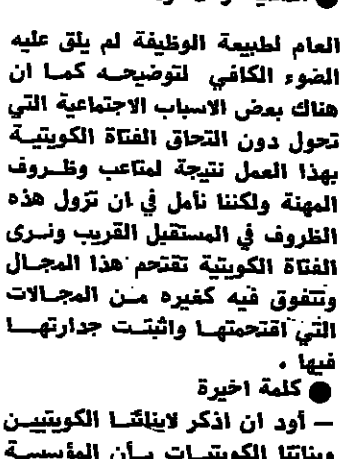 العام لطبيعة الوظيفة لم يلق عليه
الضوء الكافي لتوضيحه كما ان
هناك بعض الاسباب الاجتماعية التي
تحول دون التحاق الفتاة الكويتية
بهذا العمل نتيجة لمتاعب وظروف
المهنة ولكننا نأمل في ان تزول هذه
الظروف في المستقبل القريب ونرى
الفتاة الكويتية تقتحم هذا المجال
وتتفوق فيه كغيره من المجالات
التي اقتحمتها واثبتت جدارتها
فيها .
● كلمة اخيرة
— أود ان اذكر لابنائنا الكويتيين
وبناتنا الكويتيات بأن المؤسسة